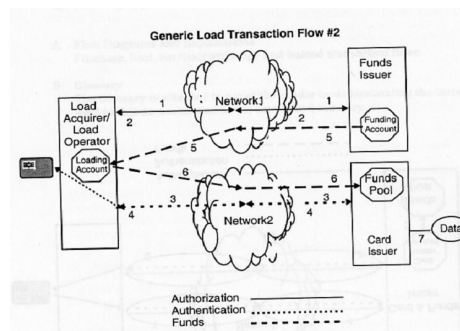 Generic Load Transaction Flow #2
Funds
Issuer
Load
Acquirer/
Load
Operator
1
Network1
1
2
2
Funding
Account
5
5
Loading
Account
6
6
Funds
Pool
3
3
4
Network2
4
Card
Issuer
7
Data
Authorization
Authentication
Funds